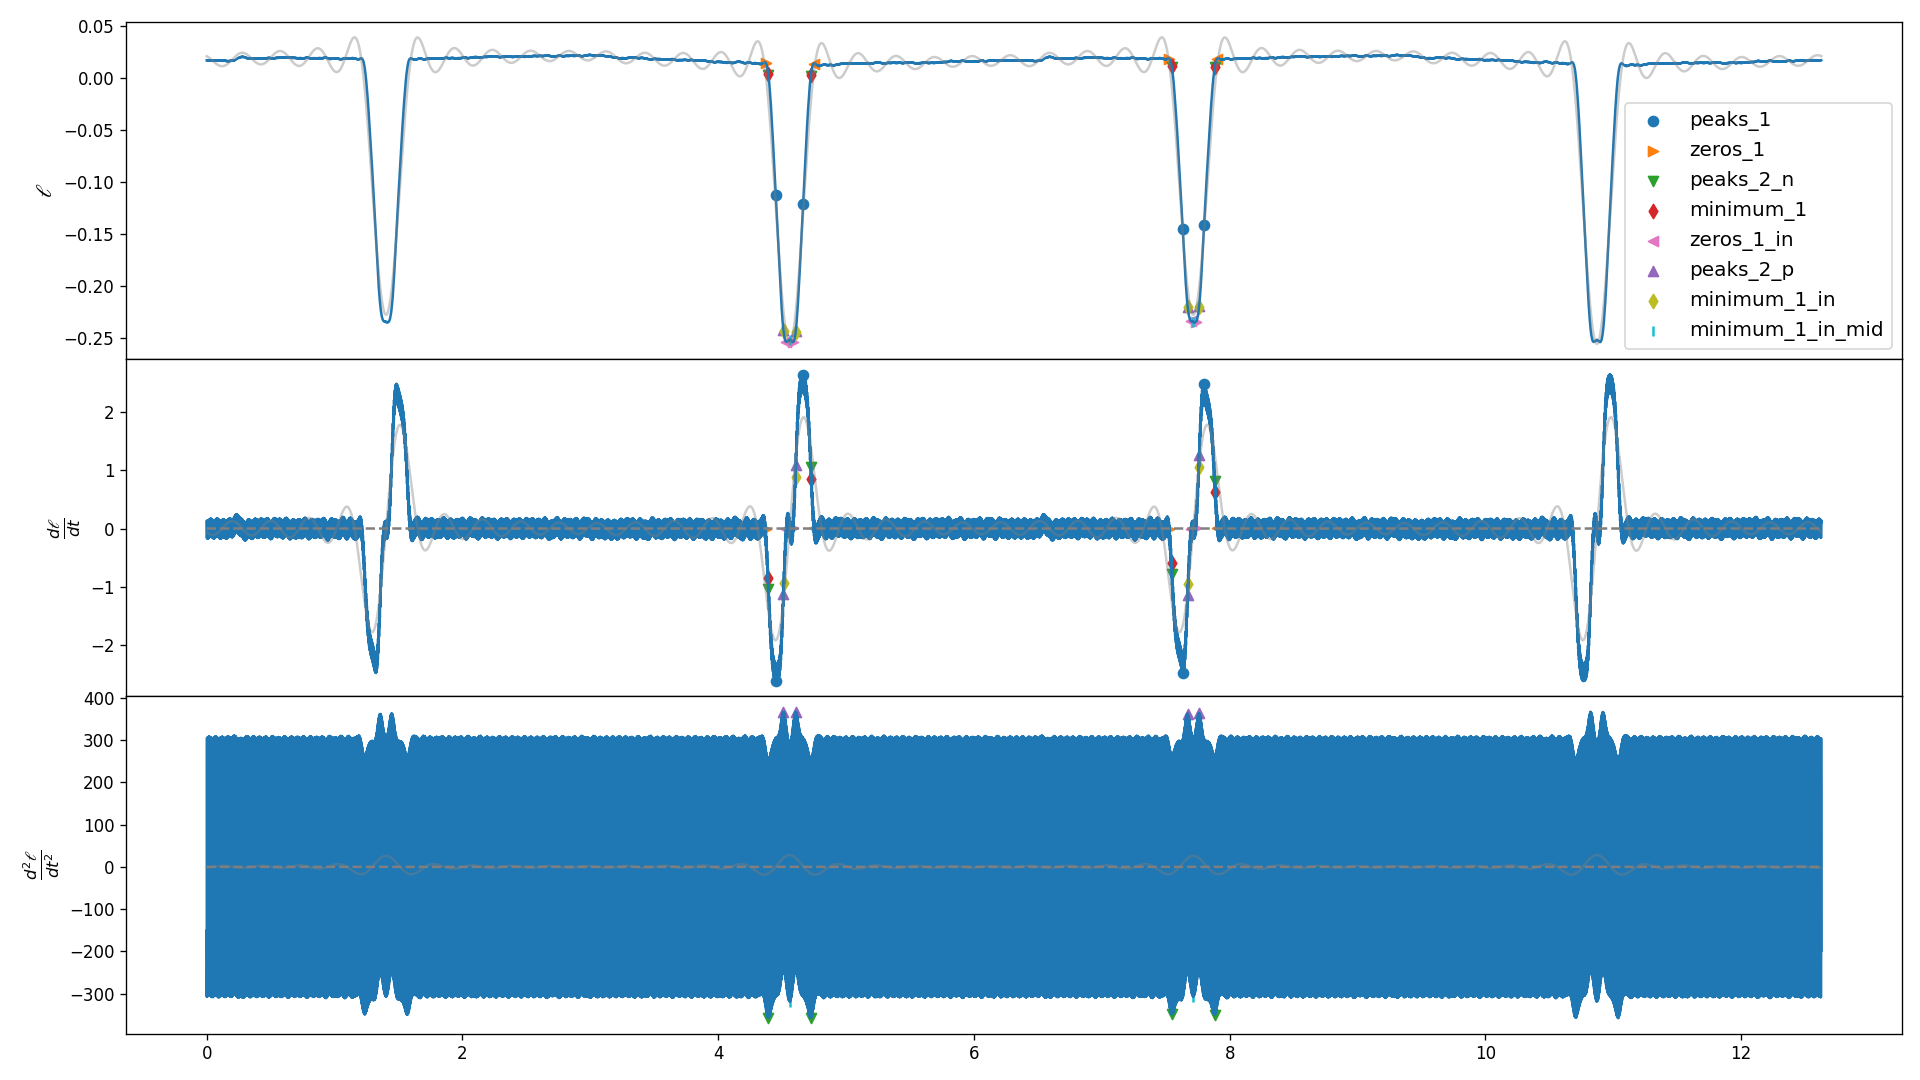 0.05
0.00
−0.05
−0.10
−0.15
−0.20
−0.25
ℓ
peaks_1
zeros_1
peaks_2_n
minimum_1
zeros_1_in
peaks_2_p
minimum_1_in
minimum_1_in_mid
2
1
0
−1
−2
dℓ/dt
400
300
200
100
0
−100
−200
−300
d²ℓ/dt²
0 2 4 6 8 10 12